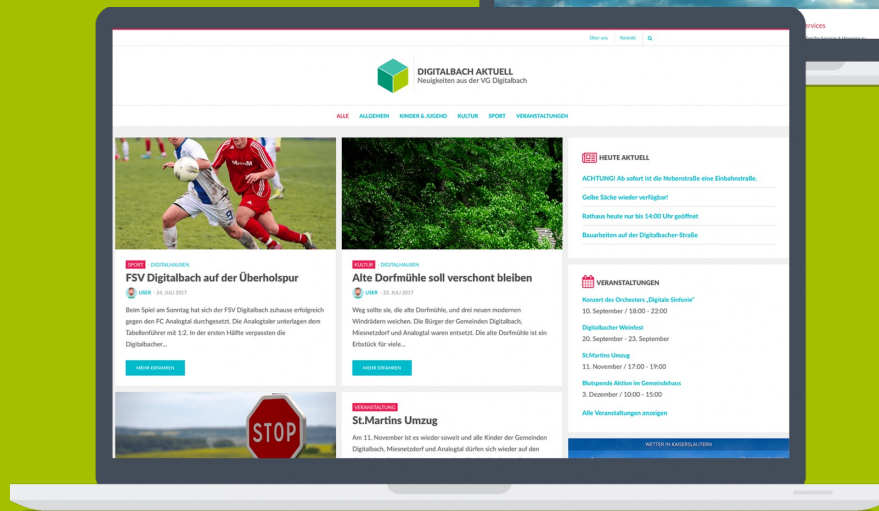 ervices
Über uns Kontakt
DIGITALBACH AKTUELL
Neuigkeiten aus der VG Digitalbach
ALLE ALLGEMEIN KINDER & JUGEND KULTUR SPORT VERANSTALTUNGEN
SPORT - DIGITALHAUSEN
FSV Digitalbach auf der Überholspur
USER - 24. JULI 2017
Beim Spiel am Sonntag hat sich der FSV Digitalbach zuhause erfolgreich
gegen den FC Analogtal durchgesetzt. Die Analogtaler unterlagen dem
Tabellenführer mit 1:2. In der ersten Hälfte verpassten die
Digitalbacher...
MEHR ERFAHREN
KULTUR - DIGITALHAUSEN
Alte Dorfmühle soll verschont bleiben
USER - 23. JULI 2017
Weg sollte sie, die alte Dorfmühle, und drei neuen modernen
Windrädern weichen. Die Bürger der Gemeinden Digitalbach,
Miesnetzdorf und Analogtal waren entsetzt. Die alte Dorfmühle ist ein
Erbstück für viele...
MEHR ERFAHREN
STOP
VERANSTALTUNG
St.Martins Umzug
Am 11. November ist es wieder soweit und alle Kinder der Gemeinden
Digitalbach, Miesnetzdorf und Analogtal dürfen sich wieder auf den
HEUTE AKTUELL
ACHTUNG! Ab sofort ist die Nebenstraße eine Einbahnstraße.
Gelbe Säcke wieder verfügbar!
Rathaus heute nur bis 14:00 Uhr geöffnet
Bauarbeiten auf der Digitalbacher-Straße
VERANSTALTUNGEN
Konzert des Orchesters „Digitale Sinfonie"
10. September / 18:00 - 22:00
Digitalbacher Weinfest
20. September - 23. September
St.Martins Umzug
11. November / 17:00 - 19:00
Blutspende Aktion im Gemeindehaus
3. Dezember / 10:00 - 15:00
Alle Veranstaltungen anzeigen
WETTER IN KAISERSLAUTERN